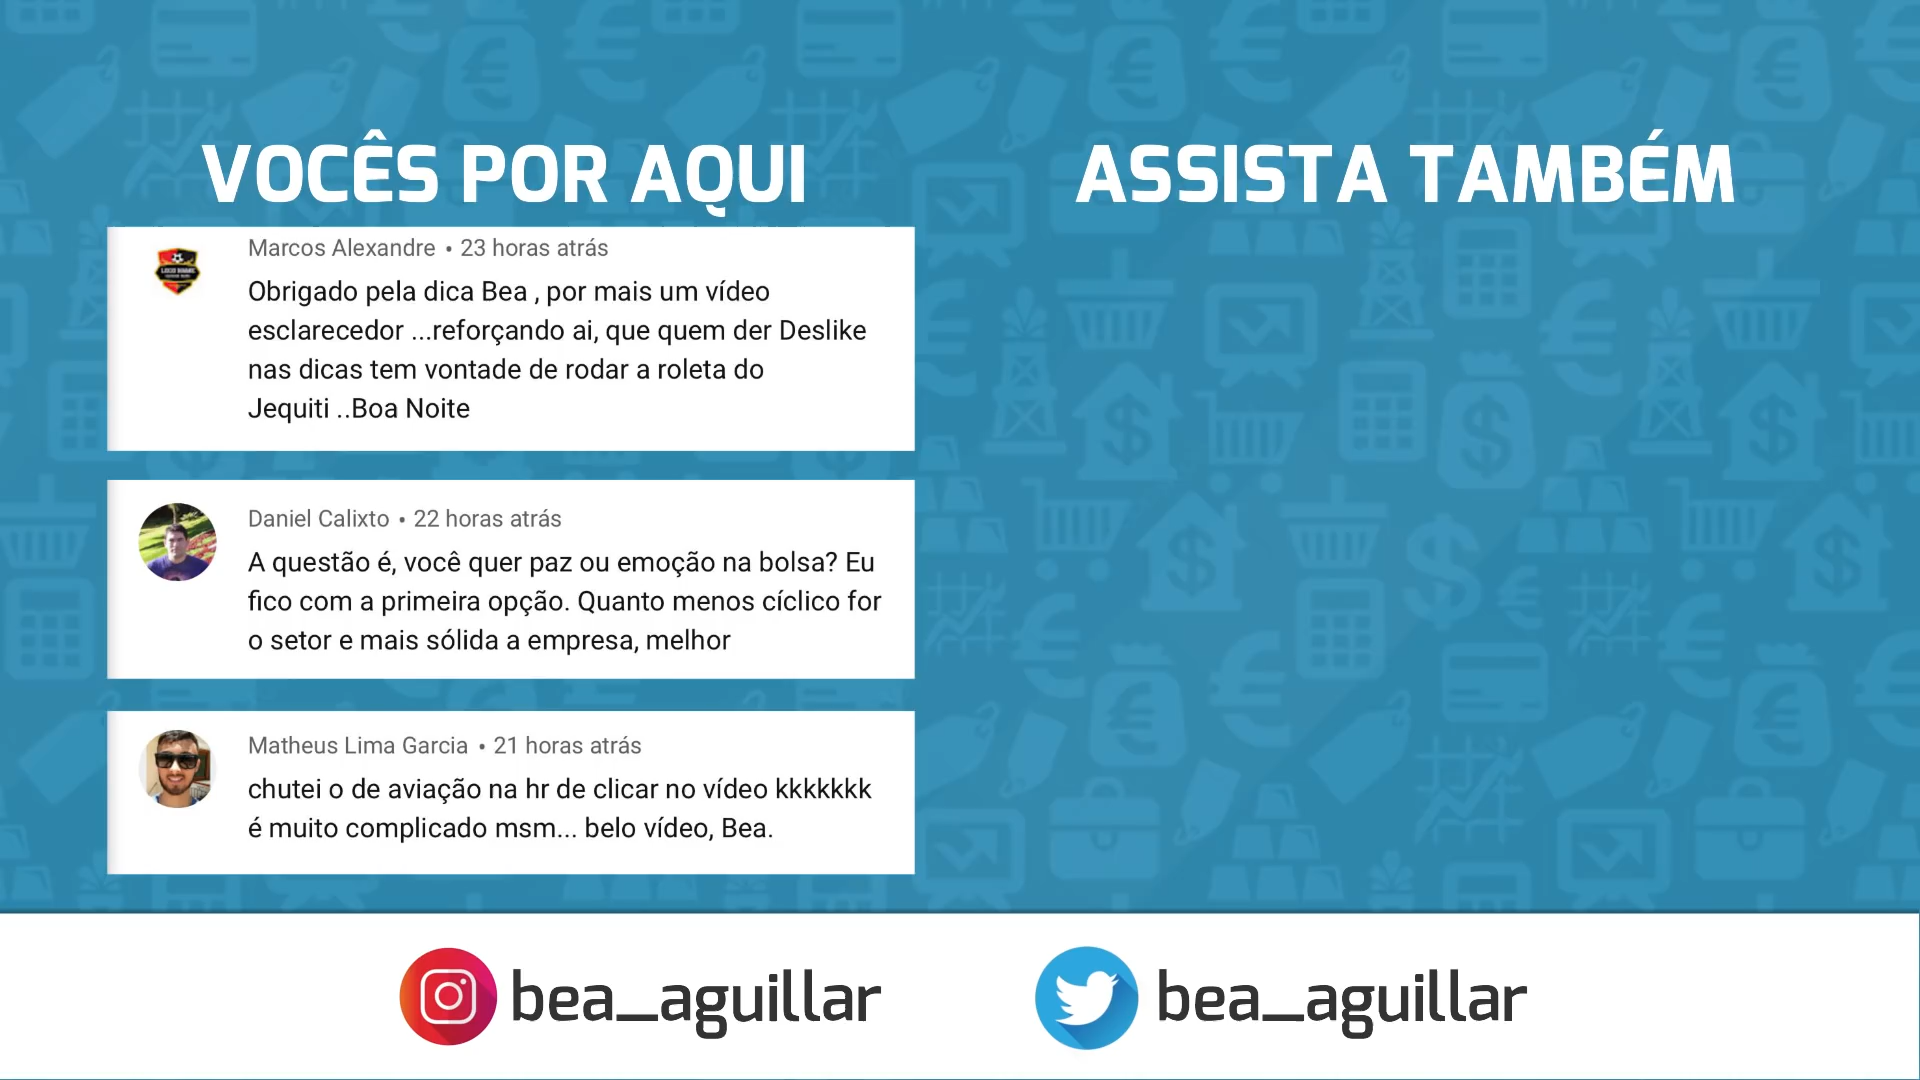 VOCÊS POR AQUI
Marcos Alexandre • 23 horas atrás
Obrigado pela dica Bea , por mais um vídeo
esclarecedor ...reforçando ai, que quem der Deslike
nas dicas tem vontade de rodar a roleta do
Jequiti ..Boa Noite
Daniel Calixto • 22 horas atrás
A questão é, você quer paz ou emoção na bolsa? Eu
fico com a primeira opção. Quanto menos cíclico for
o setor e mais sólida a empresa, melhor
Matheus Lima Garcia • 21 horas atrás
chutei o de aviação na hr de clicar no vídeo kkkkkkk
é muito complicado msm... belo vídeo, Bea.
ASSISTA TAMBÉM
bea_aguillar
bea_aguillar